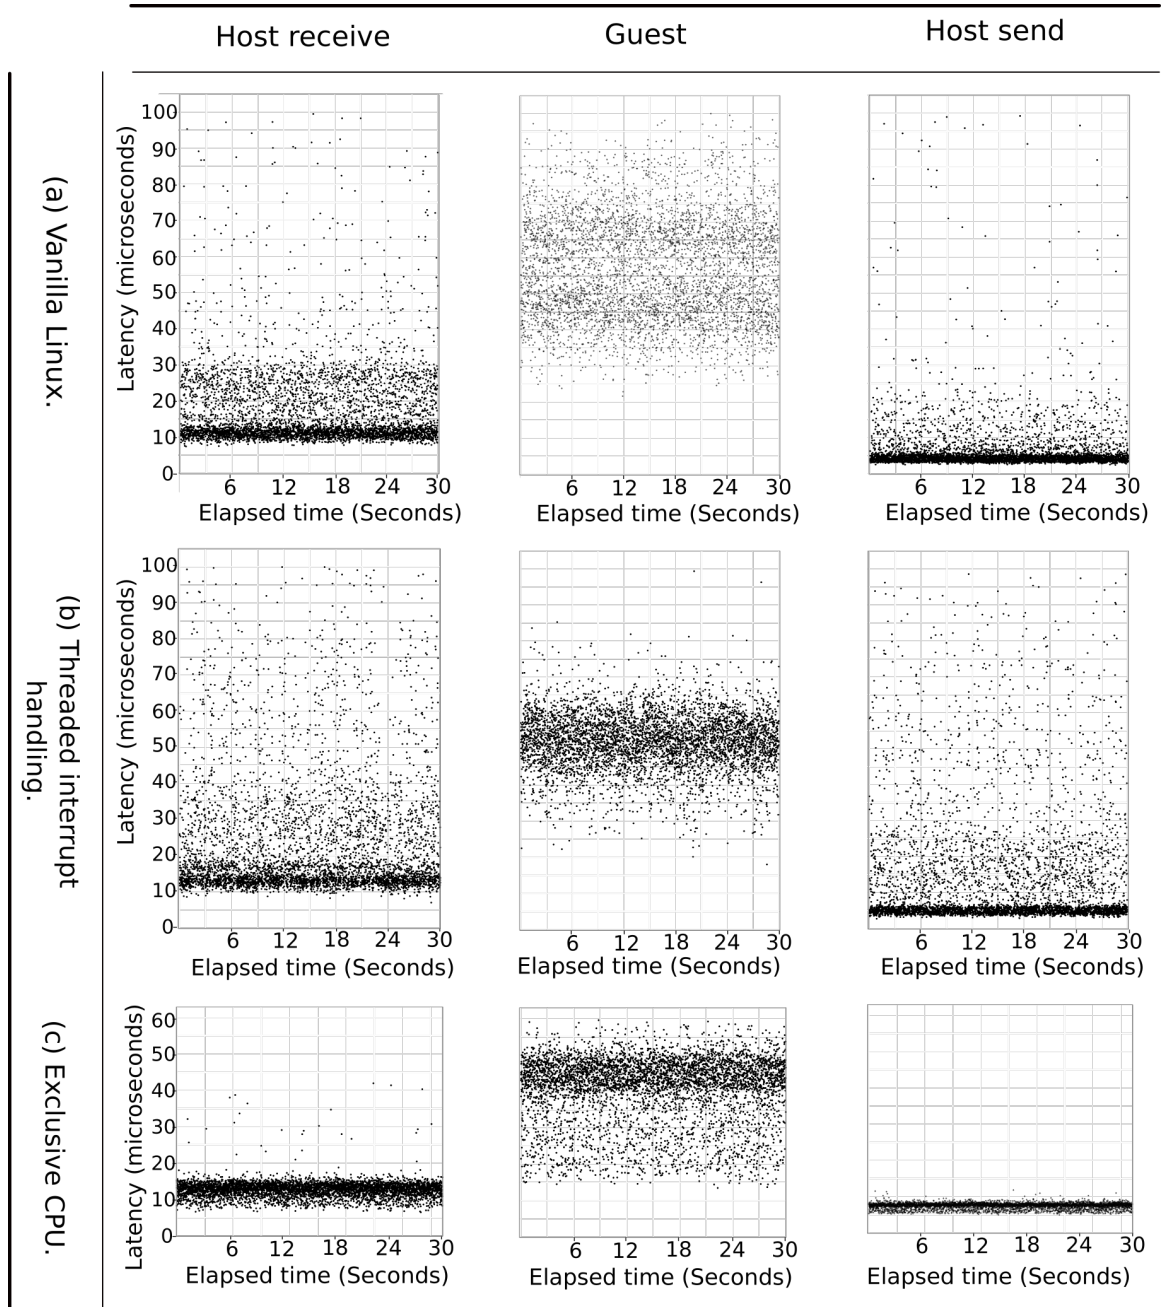 Host receive
Guest
Host send
(a) Vanilla Linux.
Latency (microseconds)
100
90
80
70
60
50
40
30
20
10
0
6 12 18 24 30
Elapsed time (Seconds)
6 12 18 24 30
Elapsed time (Seconds)
6 12 18 24 30
Elapsed time (Seconds)
(b) Threaded interrupt
handling.
Latency (microseconds)
100
90
80
70
60
50
40
30
20
10
0
6 12 18 24 30
Elapsed time (Seconds)
6 12 18 24 30
Elapsed time (Seconds)
6 12 18 24 30
Elapsed time (Seconds)
(c) Exclusive CPU.
Latency (microseconds)
60
50
40
30
20
10
0
6 12 18 24 30
Elapsed time (Seconds)
6 12 18 24 30
Elapsed time (Seconds)
6 12 18 24 30
Elapsed time (Seconds)